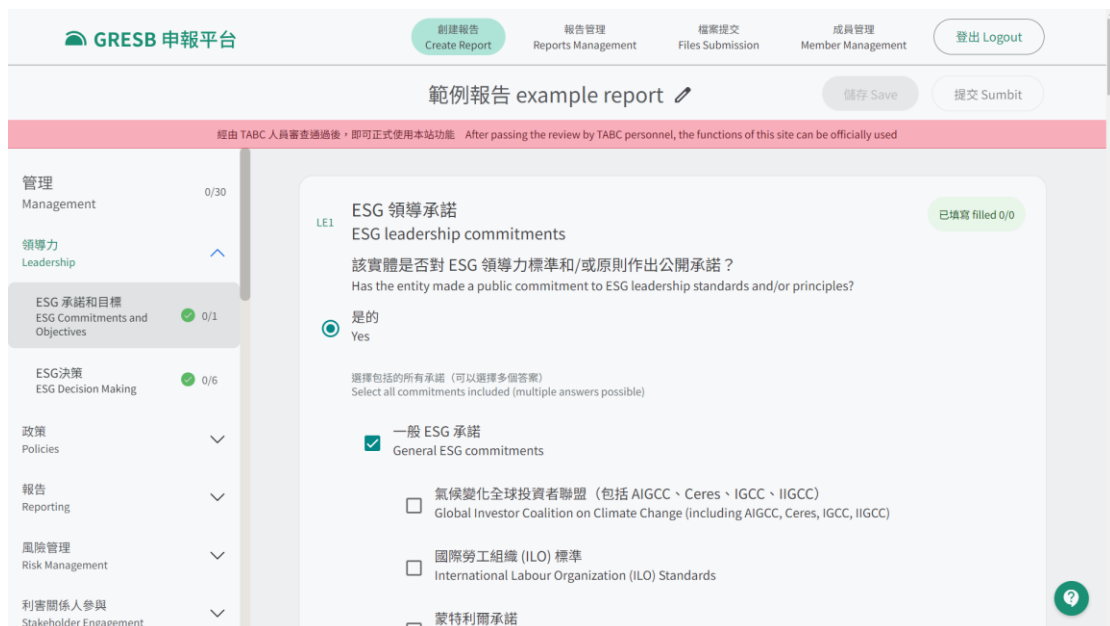 GRESB 申報平台
創建報告
Create Report
報告管理
Reports Management
檔案提交
Files Submission
成員管理
Member Management
登出 Logout
範例報告 example report
儲存 Save
提交 Sumbit
經由 TABC 人員審查通過後，即可正式使用本站功能 After passing the review by TABC personnel, the functions of this site can be officially used
管理
Management
0/30
領導力
Leadership
ESG 承諾和目標
ESG Commitments and
Objectives
0/1
ESG決策
ESG Decision Making
0/6
政策
Policies
報告
Reporting
風險管理
Risk Management
利害關係人參與
Stakeholder Engagement
LE1
ESG 領導承諾
ESG leadership commitments
已填寫 filled 0/0
該實體是否對 ESG 領導力標準和/或原則作出公開承諾？
Has the entity made a public commitment to ESG leadership standards and/or principles?
是的
Yes
選擇包括的所有承諾（可以選擇多個答案）
Select all commitments included (multiple answers possible)
一般 ESG 承諾
General ESG commitments
氣候變化全球投資者聯盟（包括 AIGCC、Ceres、IGCC、IIGCC）
Global Investor Coalition on Climate Change (including AIGCC, Ceres, IGCC, IIGCC)
國際勞工組織 (ILO) 標準
International Labour Organization (ILO) Standards
蒙特利爾承諾